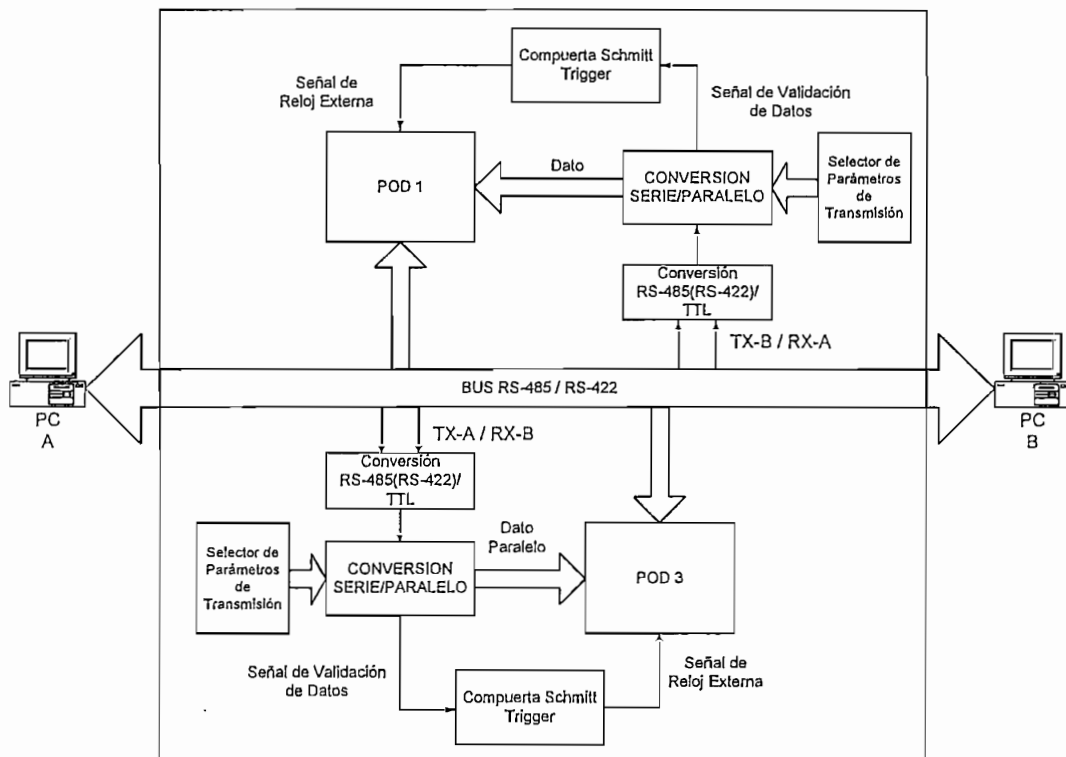 Compuerta Schmitt
Trigger
Señal de
Reloj Externa
Señal de Validación
de Datos
POD 1
Dato
CONVERSION
SERIE/PARALELO
Selector de
Parámetros
de
Transmisión
Conversión
RS-485(RS-422)/
TTL
TX-B / RX-A
BUS RS-485 / RS-422
PC
A
PC
B
TX-A / RX-B
Conversión
RS-485(RS-422)/
TTL
Selector de
Parámetros
de
Transmisión
CONVERSION
SERIE/PARALELO
Dato
Paralelo
POD 3
Señal de Validación
de Datos
Compuerta Schmitt
Trigger
Señal de
Reloj Externa